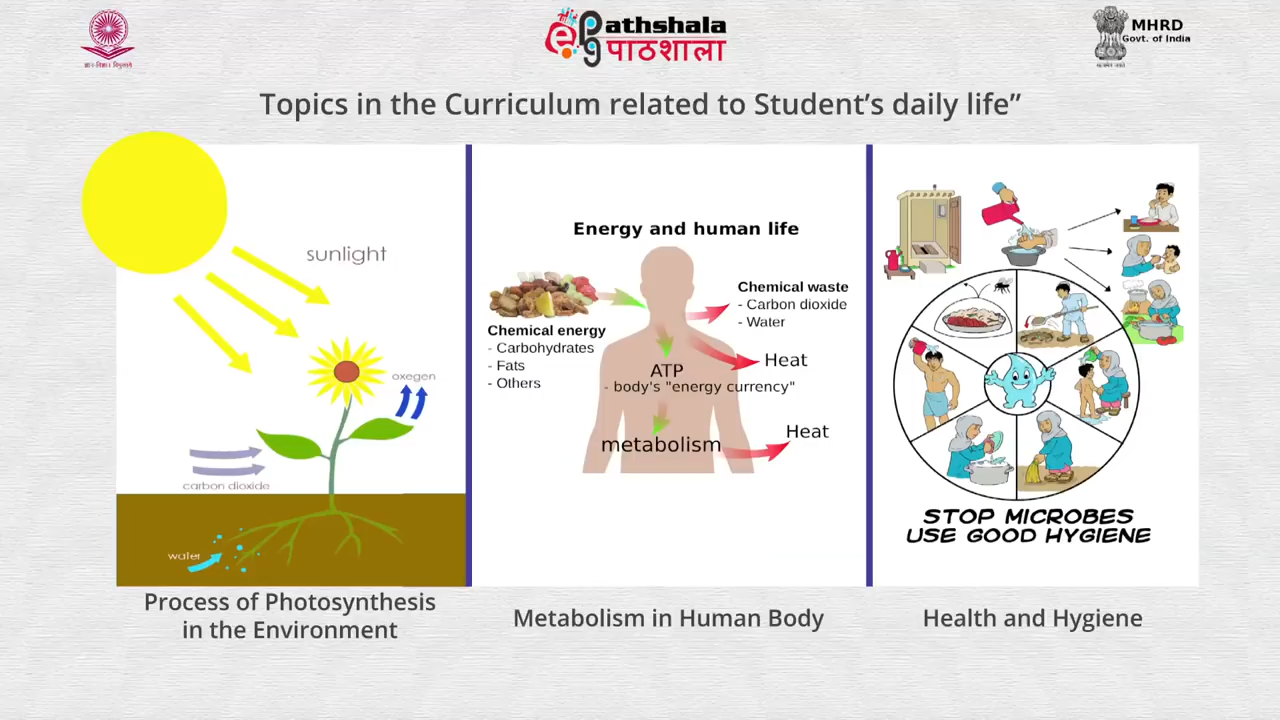 ePathshala
पाठशाला
MHRD
Govt. of India
Topics in the Curriculum related to Student's daily life”
sunlight
oxegen
carbon dioxide
water
Process of Photosynthesis
in the Environment
Energy and human life
Chemical energy
- Carbohydrates
- Fats
- Others
Chemical waste
- Carbon dioxide
- Water
Heat
ATP
- body's "energy currency"
metabolism
Heat
Metabolism in Human Body
STOP MICROBES
USE GOOD HYGIENE
Health and Hygiene